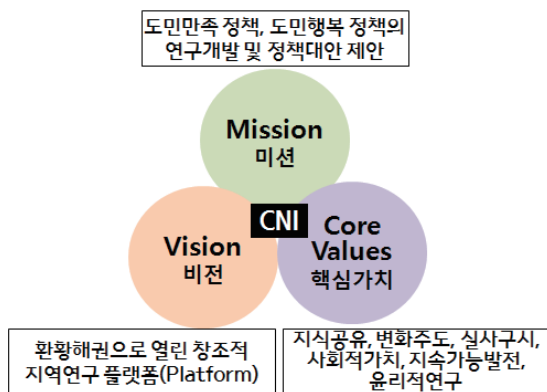 도민만족 정책, 도민행복 정책의
연구개발 및 정책대안 제안
Mission
미션
CNI
Vision
비전
Core
Values
핵심가치
환황해권으로 열린 창조적
지역연구 플랫폼(Platform)
지식공유, 변화주도, 실사구시,
사회적가치, 지속가능발전,
윤리적연구